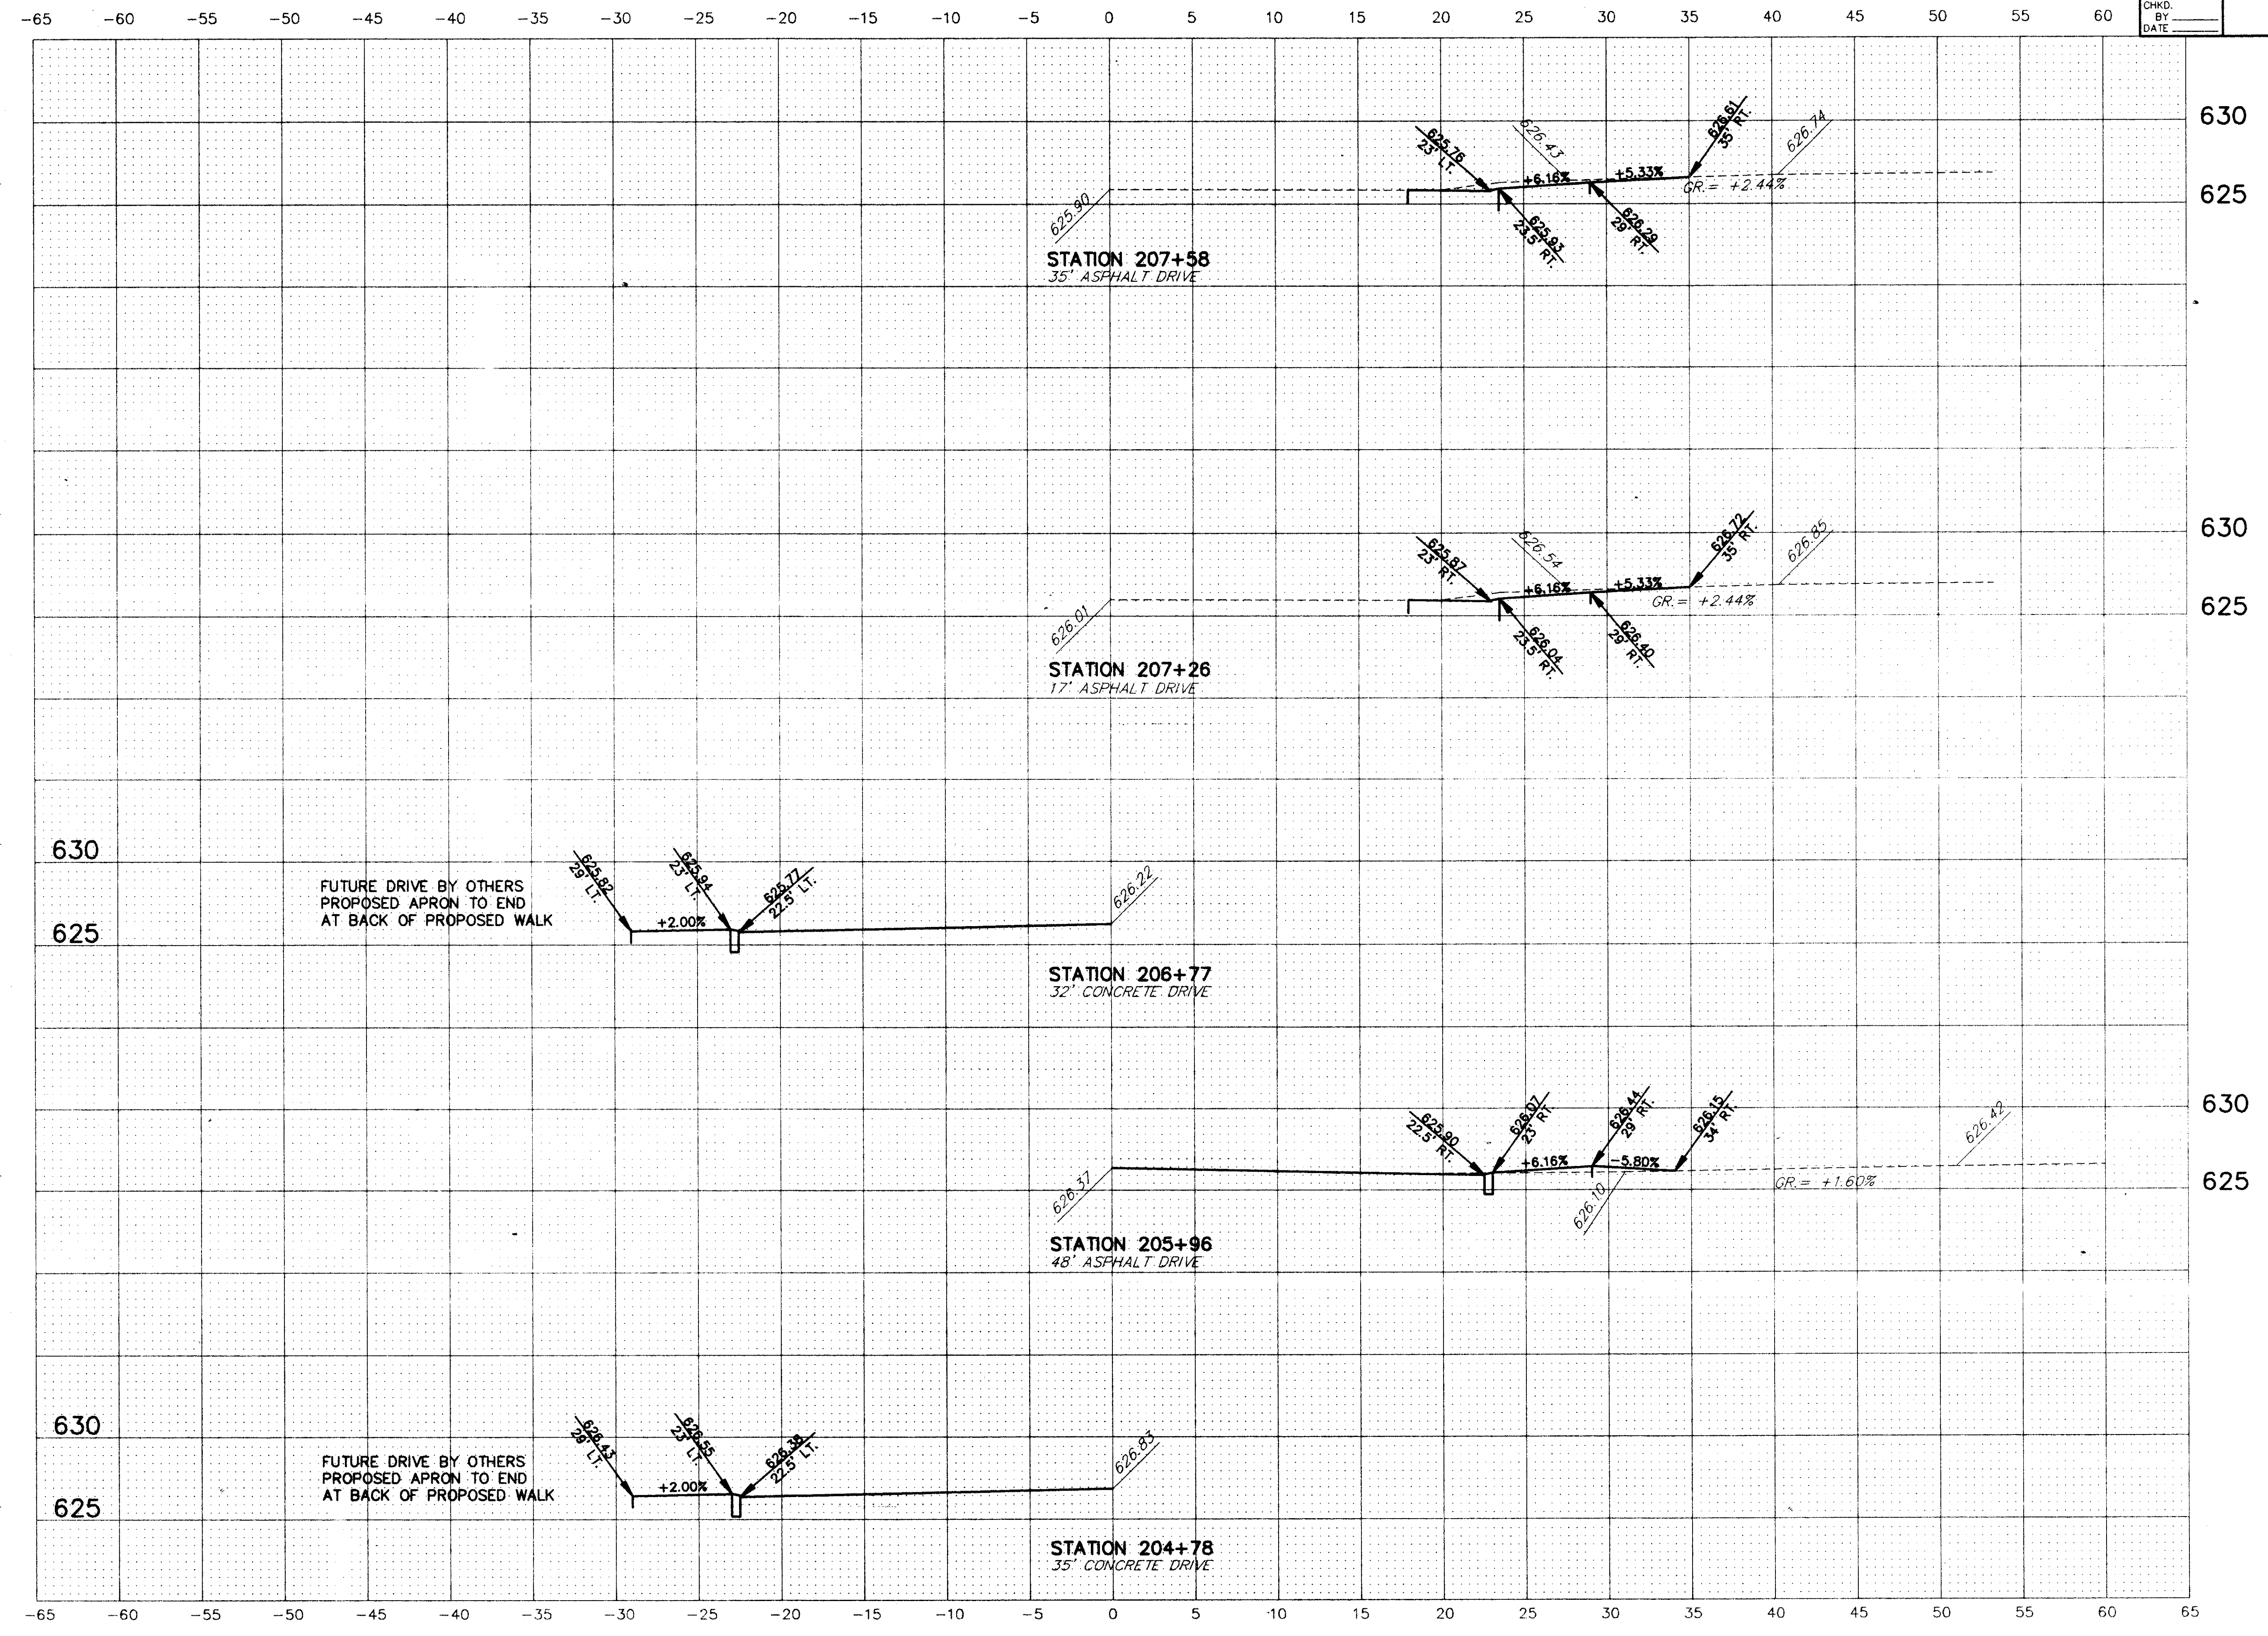 -65 -60 -55 -50 -45 -40 -35 -30 -25 -20 -15 -10 -5 0 5 10 15 20 25 30 35 40 45 50 55 60
CHKD.
BY
DATE
630
625.76
23' LT.
626.43
626.61
35' RT.
626.74
+6.16%
+5.33%
GR.= +2.44%
625
625.90
625.93
23.5' RT.
626.29
29' RT.
STATION 207+58
35' ASPHALT DRIVE
630
625.87
23' RT.
626.54
626.72
35' RT.
626.85
+6.16%
+5.33%
GR.= +2.44%
625
626.01
626.04
23.5' RT.
626.40
29' RT.
STATION 207+26
17' ASPHALT DRIVE
630
625.82
29' LT.
625.94
23' LT.
625.77
22.5' LT.
626.22
FUTURE DRIVE BY OTHERS
PROPOSED APRON TO END
AT BACK OF PROPOSED WALK
+2.00%
625
STATION 206+77
32' CONCRETE DRIVE
630
625.90
22.5' RT.
626.07
23' RT.
626.44
29' RT.
626.15
34' RT.
626.42
+6.16%
-5.80%
GR.= +1.60%
625
626.37
626.10
STATION 205+96
48' ASPHALT DRIVE
630
626.43
29' LT.
626.55
23' LT.
626.38
22.5' LT.
626.83
FUTURE DRIVE BY OTHERS
PROPOSED APRON TO END
AT BACK OF PROPOSED WALK
+2.00%
625
STATION 204+78
35' CONCRETE DRIVE
-65 -60 -55 -50 -45 -40 -35 -30 -25 -20 -15 -10 -5 0 5 10 15 20 25 30 35 40 45 50 55 60 65